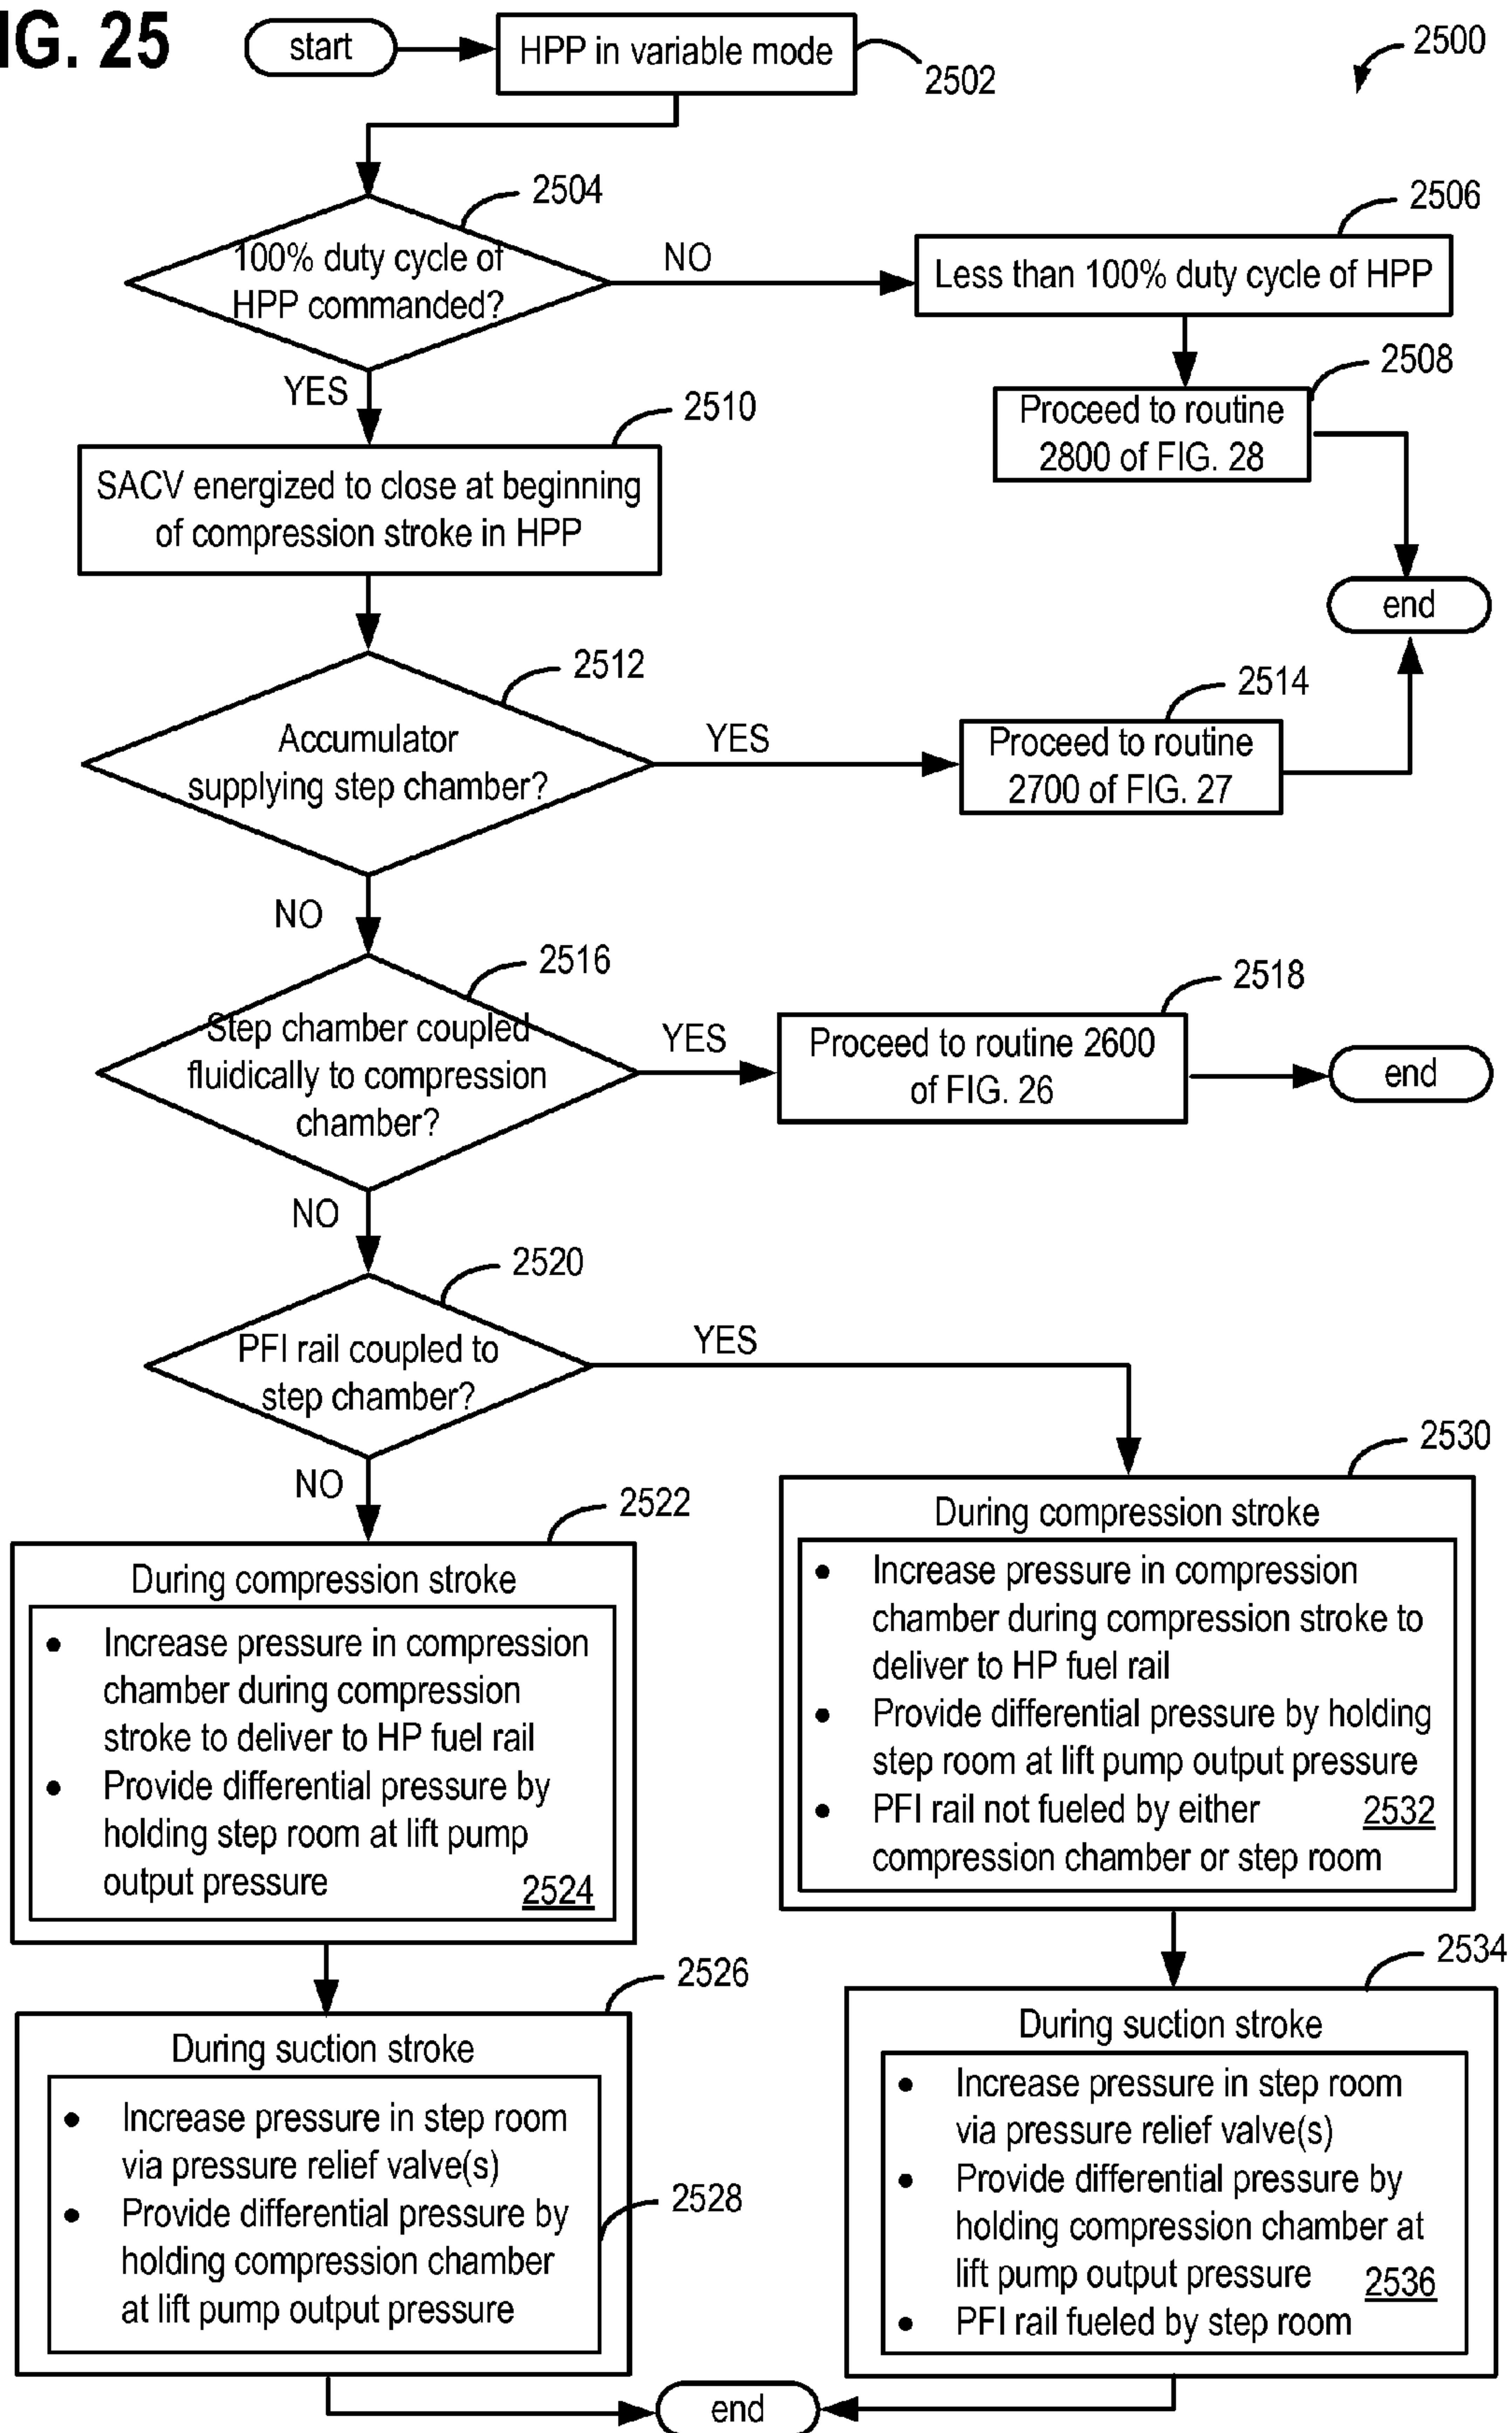 IG. 25
start
HPP in variable mode
2502
2500
2504
100% duty cycle of
HPP commanded?
NO
2506
Less than 100% duty cycle of HPP
2508
Proceed to routine
2800 of FIG. 28
end
YES
2510
SACV energized to close at beginning
of compression stroke in HPP
2512
Accumulator
supplying step chamber?
YES
2514
Proceed to routine
2700 of FIG. 27
NO
2516
Step chamber coupled
fluidically to compression
chamber?
YES
2518
Proceed to routine 2600
of FIG. 26
end
NO
2520
PFI rail coupled to
step chamber?
YES
NO
2522
During compression stroke
• Increase pressure in compression
chamber during compression
stroke to deliver to HP fuel rail
• Provide differential pressure by
holding step room at lift pump
output pressure 2524
2526
During suction stroke
• Increase pressure in step room
via pressure relief valve(s)
• Provide differential pressure by
holding compression chamber
at lift pump output pressure
2528
2530
During compression stroke
• Increase pressure in compression
chamber during compression stroke to
deliver to HP fuel rail
• Provide differential pressure by holding
step room at lift pump output pressure
• PFI rail not fueled by either 2532
compression chamber or step room
2534
During suction stroke
• Increase pressure in step room
via pressure relief valve(s)
• Provide differential pressure by
holding compression chamber at
lift pump output pressure 2536
• PFI rail fueled by step room
end